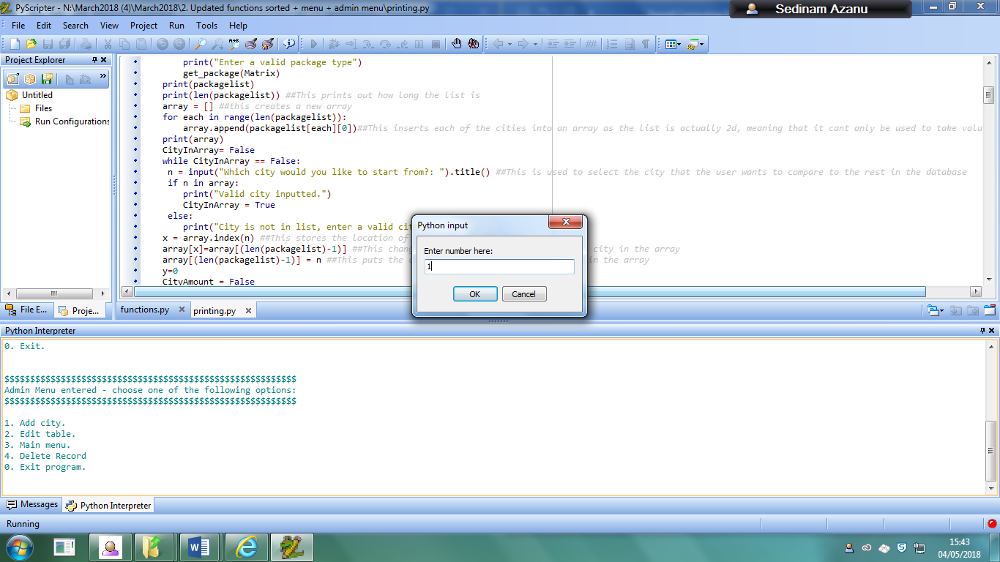 PyScripter - N:\March2018 (4)\March2018\2. Updated functions sorted + menu + admin menu\printing.py
Sedinam Azanu
File Edit Search View Project Run Tools Help
Project Explorer
Untitled
Files
Run Configurations
print("Enter a valid package type")
get_package(Matrix)
print(packagelist)
print(len(packagelist)) ##This prints out how long the list is
array = [] ##this creates a new array
for each in range(len(packagelist)):
array.append(packagelist[each][0])##This inserts each of the cities into an array as the list is actually 2d, meaning that it cant only be used to take valu
print(array)
CityInArray= False
while CityInArray == False:
n = input("Which city would you like to start from?: ").title() ##This is used to select the city that the user wants to compare to the rest in the database
if n in array:
print("Valid city inputted.")
CityInArray = True
else:
print("City is not in list, enter a valid cit
x = array.index(n) ##This stores the location of
array[x]=array[(len(packagelist)-1)] ##This chang city in the array
array[(len(packagelist)-1)] = n ##This puts the c in the array
y=0
CityAmount = False
Python input
Enter number here:
1
OK Cancel
File E... Proje...
functions.py printing.py
Python Interpreter
0. Exit.
$$$$$$$$$$$$$$$$$$$$$$$$$$$$$$$$$$$$$$$$$$$$$$$$$$$$$$$$$
Admin Menu entered - choose one of the following options:
$$$$$$$$$$$$$$$$$$$$$$$$$$$$$$$$$$$$$$$$$$$$$$$$$$$$$$$$$
1. Add city.
2. Edit table.
3. Main menu.
4. Delete Record
0. Exit program.
Messages Python Interpreter
Running
15:43
04/05/2018